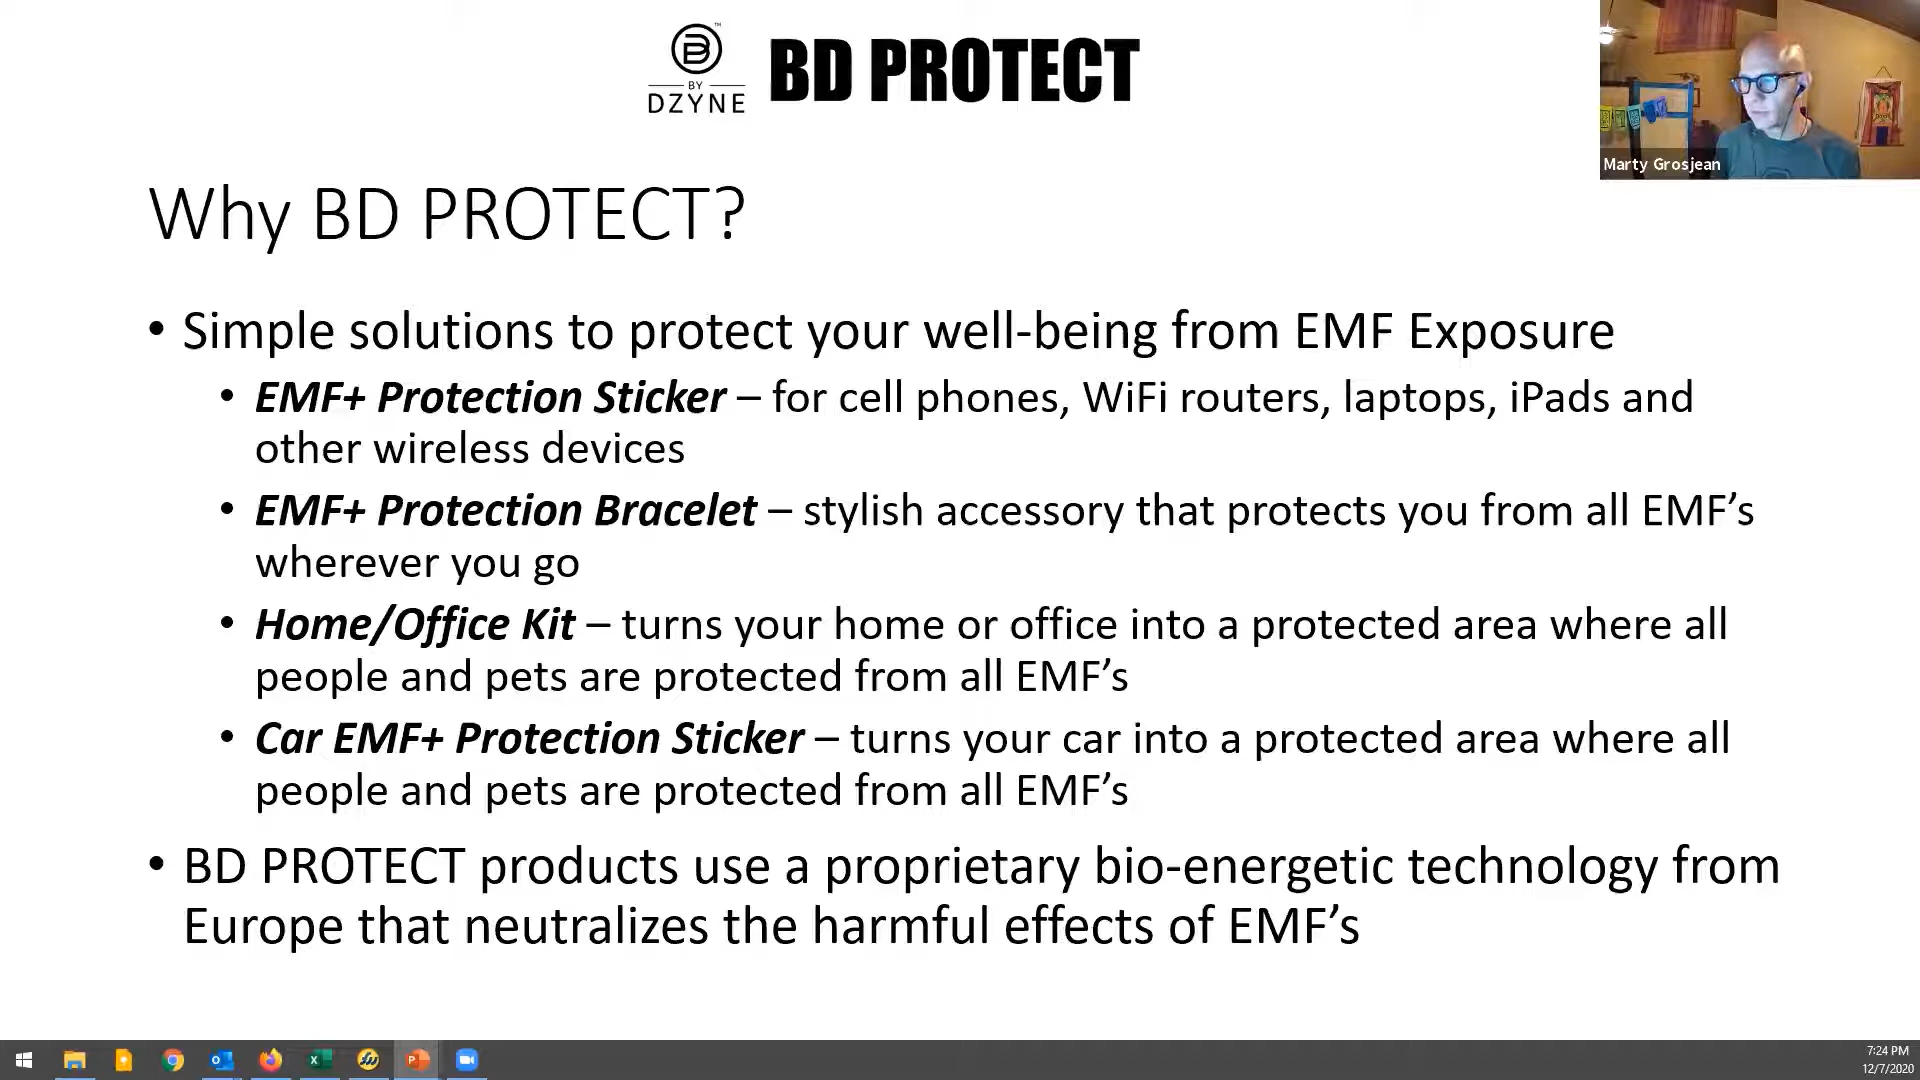 B™
BY
DZYNE
BD PROTECT
Marty Grosjean
Why BD PROTECT?
• Simple solutions to protect your well-being from EMF Exposure
• EMF+ Protection Sticker – for cell phones, WiFi routers, laptops, iPads and
other wireless devices
• EMF+ Protection Bracelet – stylish accessory that protects you from all EMF’s
wherever you go
• Home/Office Kit – turns your home or office into a protected area where all
people and pets are protected from all EMF’s
• Car EMF+ Protection Sticker – turns your car into a protected area where all
people and pets are protected from all EMF’s
• BD PROTECT products use a proprietary bio-energetic technology from
Europe that neutralizes the harmful effects of EMF’s
7:24 PM
12/7/2020